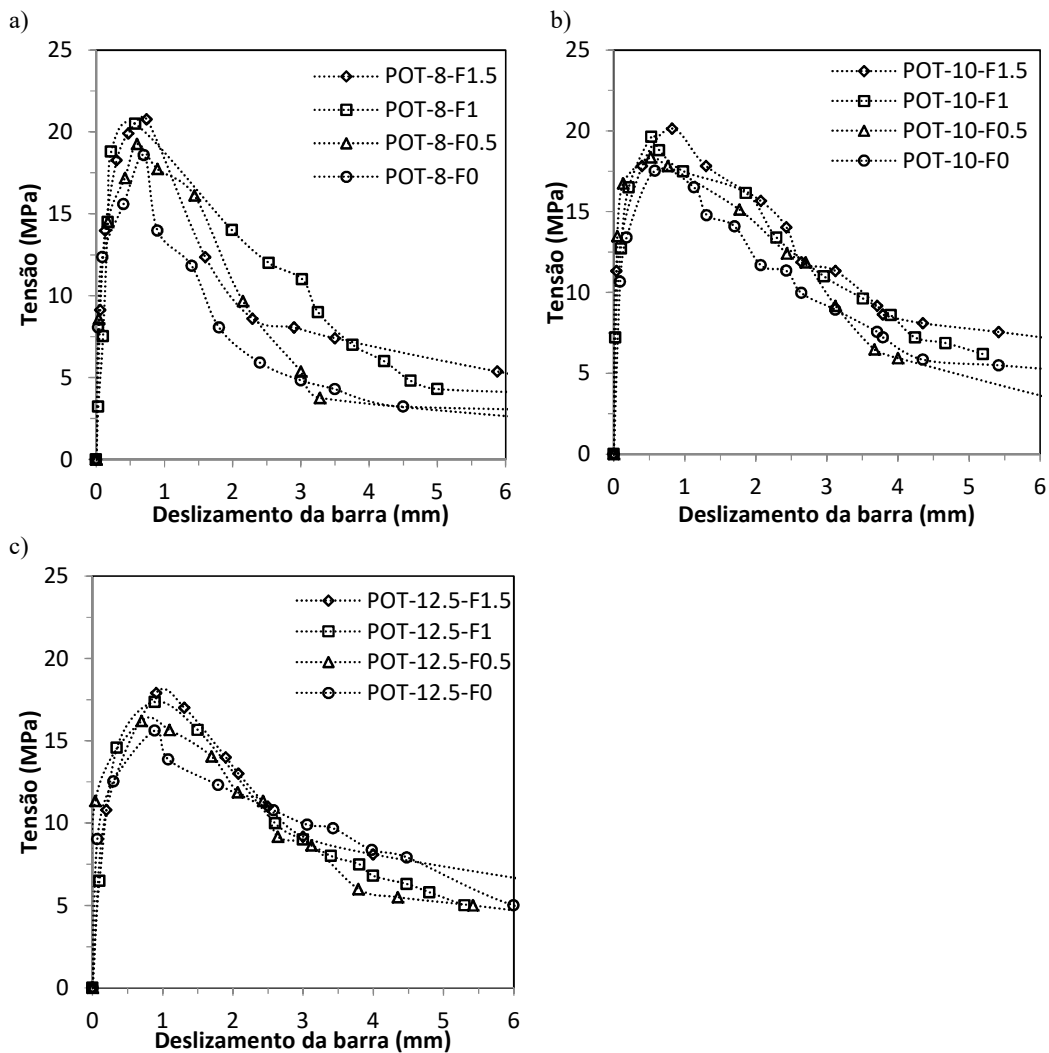 a)
25
20
15
10
5
0
Tensão (MPa)
POT-8-F1.5
POT-8-F1
POT-8-F0.5
POT-8-F0
0 1 2 3 4 5 6
Deslizamento da barra (mm)
b)
25
20
15
10
5
0
Tensão (MPa)
POT-10-F1.5
POT-10-F1
POT-10-F0.5
POT-10-F0
0 1 2 3 4 5 6
Deslizamento da barra (mm)
c)
25
20
15
10
5
0
Tensão (MPa)
POT-12.5-F1.5
POT-12.5-F1
POT-12.5-F0.5
POT-12.5-F0
0 1 2 3 4 5 6
Deslizamento da barra (mm)